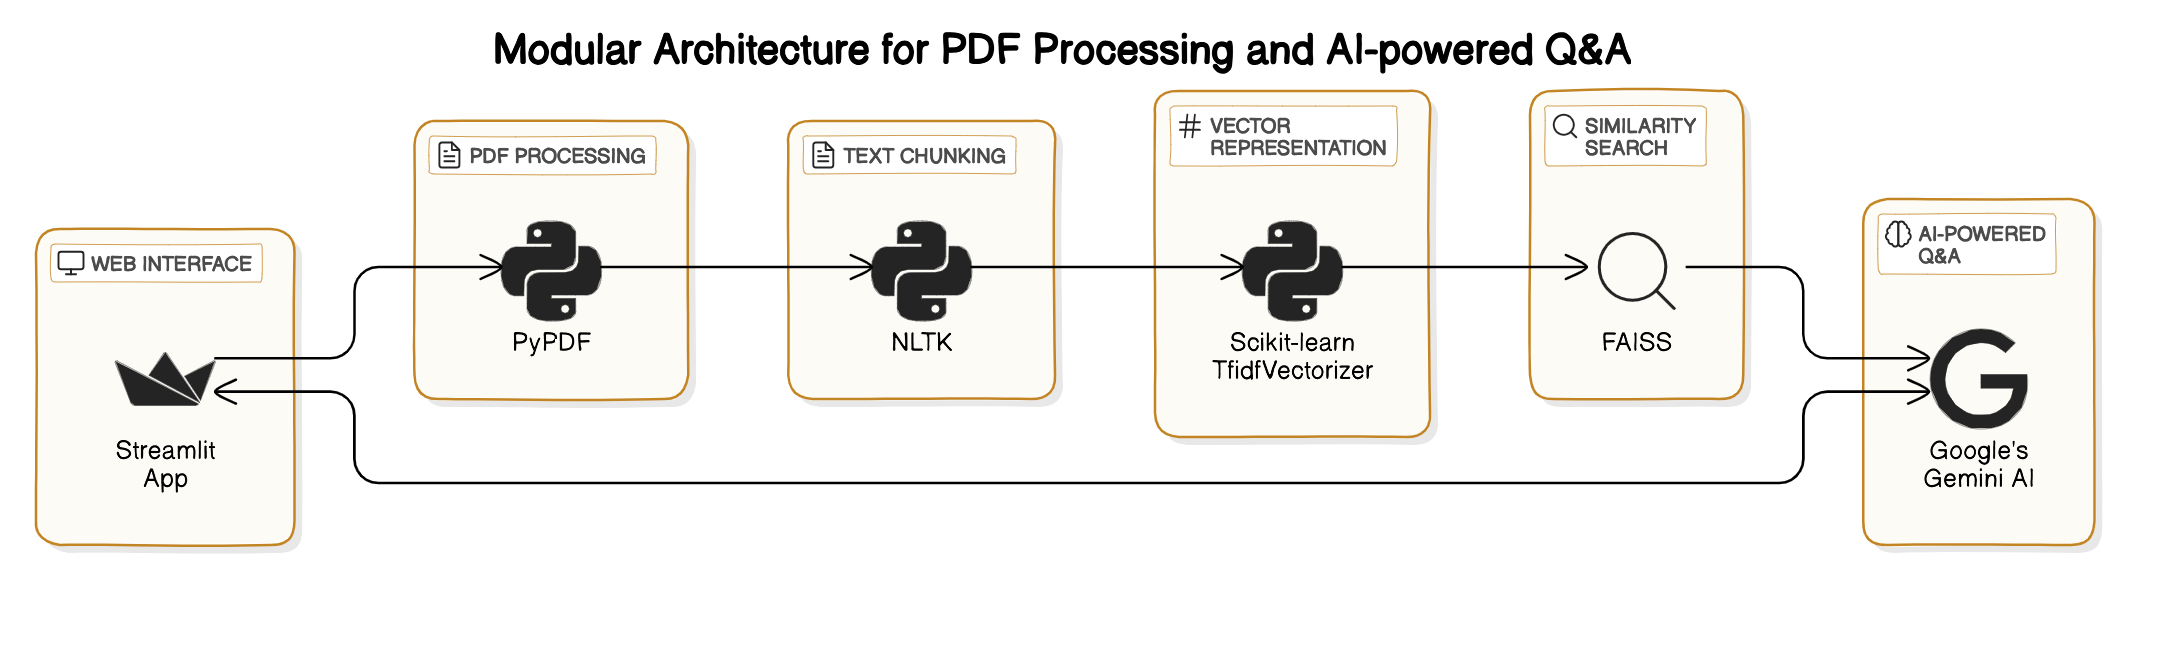 Modular Architecture for PDF Processing and AI-powered Q&A
WEB INTERFACE
Streamlit
App
PDF PROCESSING
PyPDF
TEXT CHUNKING
NLTK
VECTOR
REPRESENTATION
Scikit-learn
TfidfVectorizer
SIMILARITY
SEARCH
FAISS
AI-POWERED
Q&A
Google's
Gemini AI